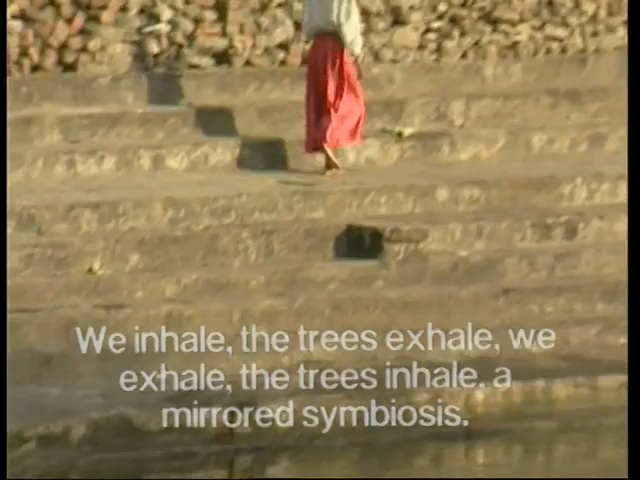 We inhale, the trees exhale, we
exhale, the trees inhale. a
mirrored symbiosis.